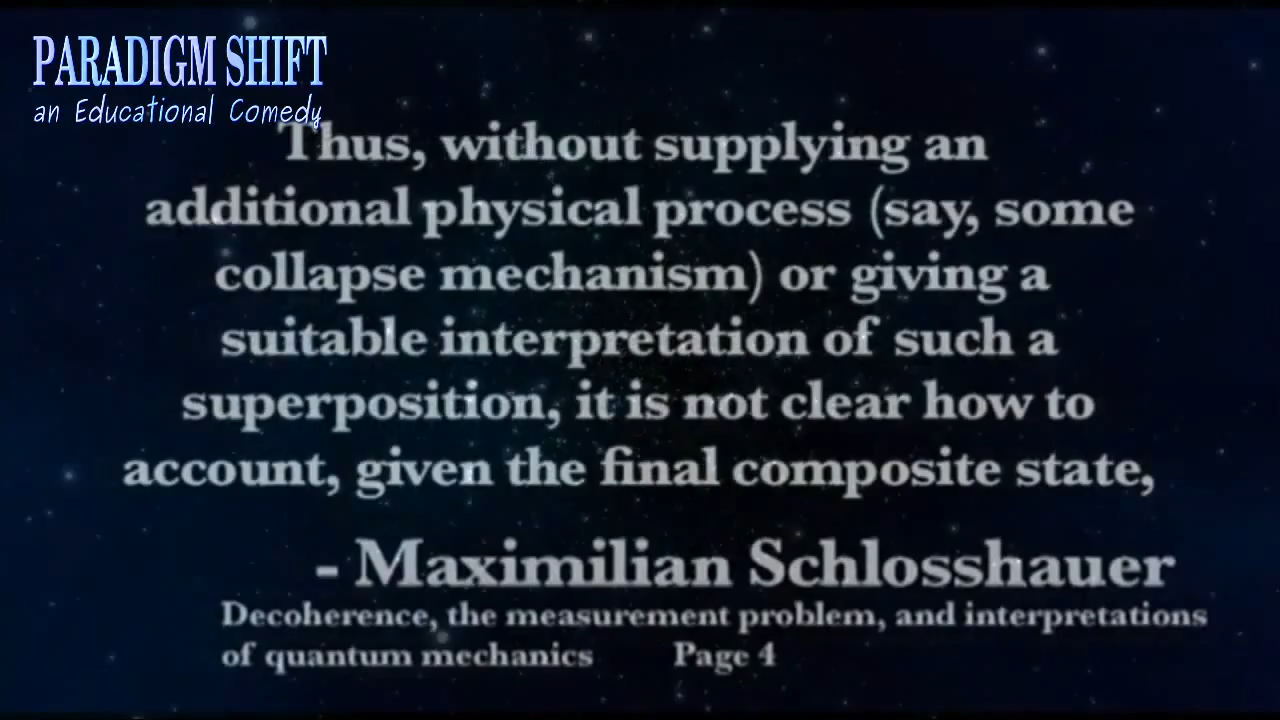 PARADIGM SHIFT
an Educational Comedy
Thus, without supplying an
additional physical process (say, some
collapse mechanism) or giving a
suitable interpretation of such a
superposition, it is not clear how to
account, given the final composite state,
- Maximilian Schlosshauer
Decoherence, the measurement problem, and interpretations
of quantum mechanics Page 4